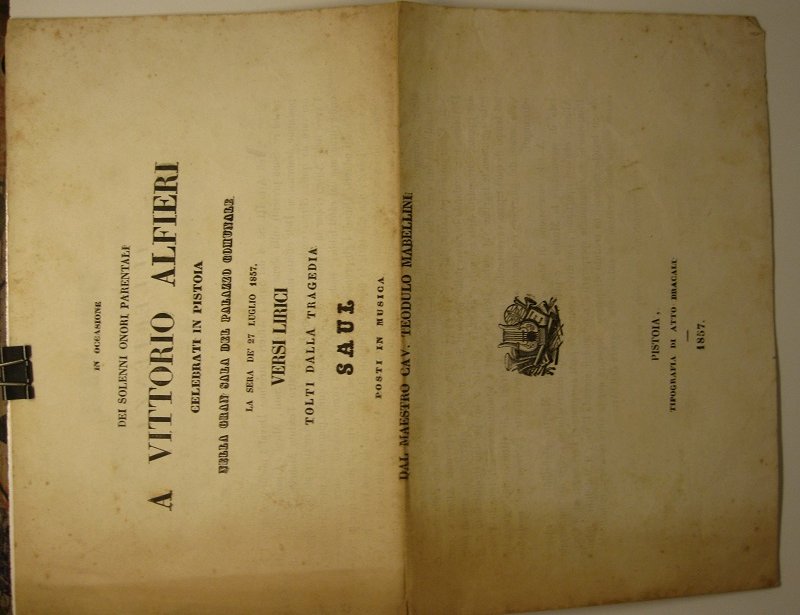 IN OCCASIONE
DEI SOLENNI ONORI PARENTALI
A VITTORIO ALFIERI
CELEBRATI IN PISTOIA
NELLA GRAN SALA DEL PALAZZO COMUNALE
LA SERA DE' 27 LUGLIO 1857.
VERSI LIRICI
TOLTI DALLA TRAGEDIA
SAUL
POSTI IN MUSICA
DAL MAESTRO CAV. TEODULO MABELLINI
PISTOIA,
TIPOGRAFIA DI ATTO BRACALI
1857.